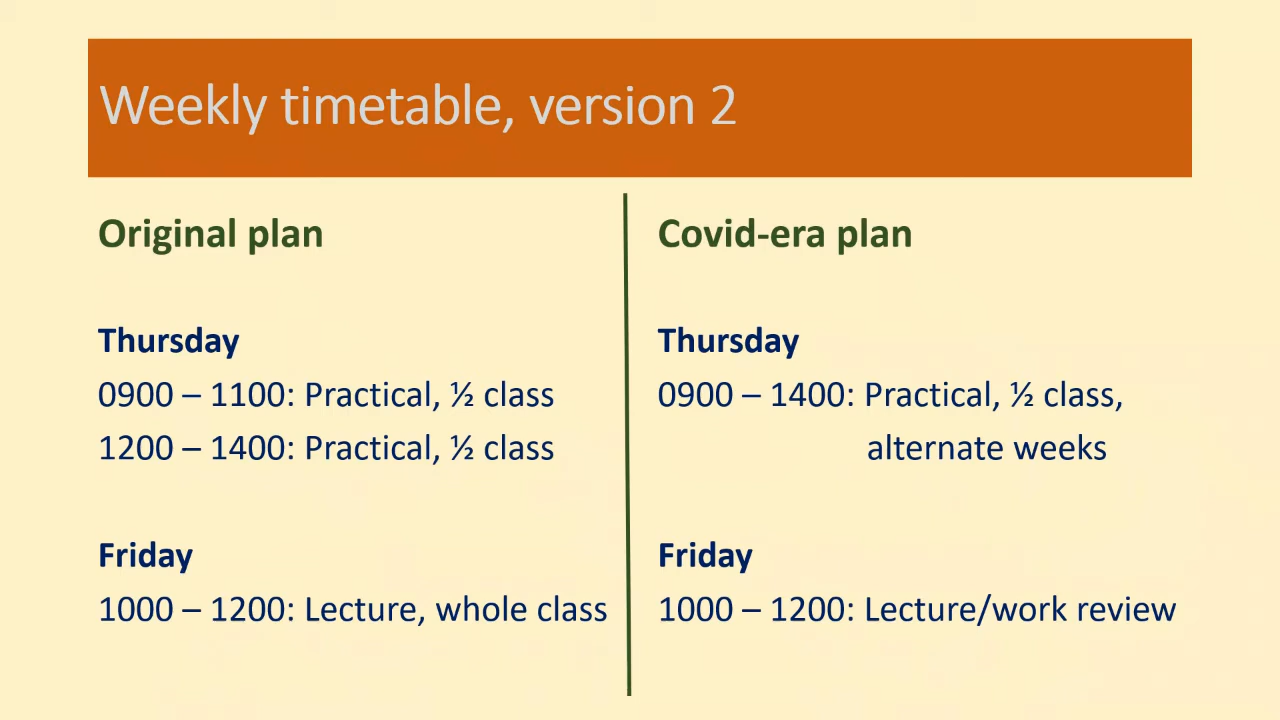 Weekly timetable, version 2
Original plan
Thursday
0900 – 1100: Practical, ½ class
1200 – 1400: Practical, ½ class
Friday
1000 – 1200: Lecture, whole class
Covid-era plan
Thursday
0900 – 1400: Practical, ½ class,
alternate weeks
Friday
1000 – 1200: Lecture/work review